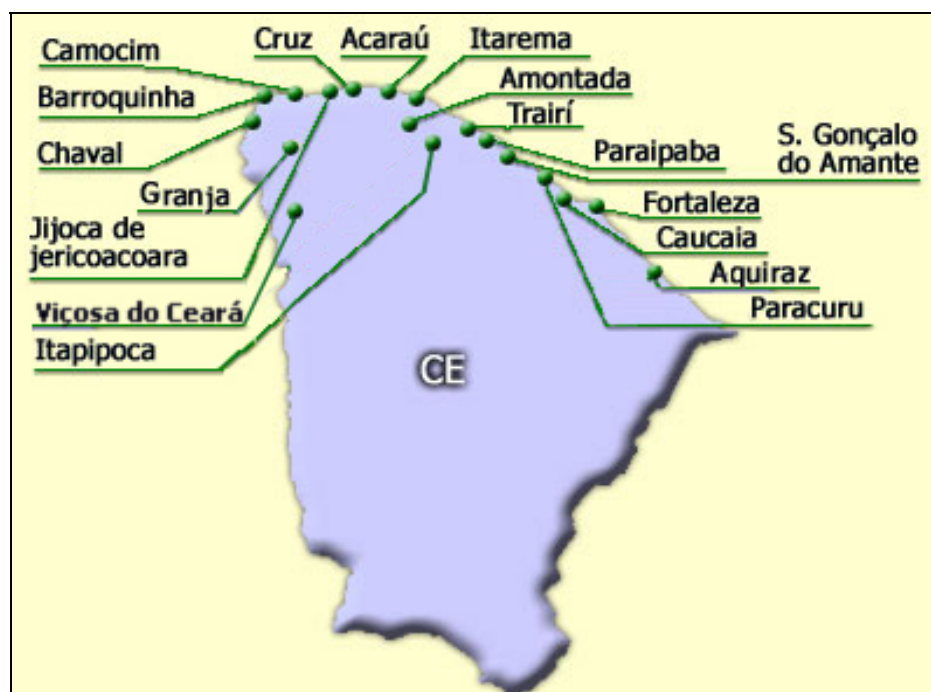 Cruz
Acaraú
Itarema
Camocim
Amontada
Barroquinha
Trairí
S. Gonçalo
do Amante
Chaval
Paraipaba
Granja
Fortaleza
Jijoca de
jericoacoara
Caucaia
Aquiraz
Viçosa do Ceará
Paracuru
Itapipoca
CE